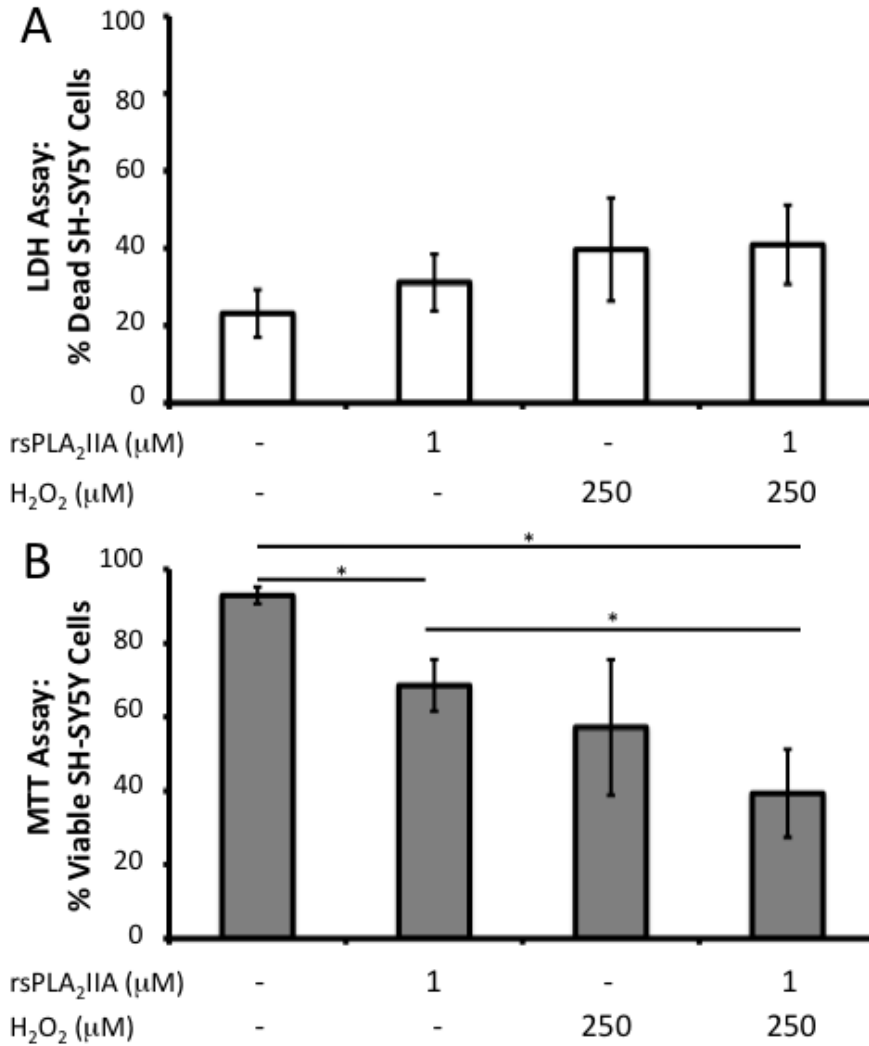 A
LDH Assay:
% Dead SH-SY5Y Cells
100
80
60
40
20
0
rsPLA₂IIA (μM) - 1 - 1
H₂O₂ (μM) - - 250 250
B
MTT Assay:
% Viable SH-SY5Y Cells
*
100
*
80
*
60
40
20
0
rsPLA₂IIA (μM) - 1 - 1
H₂O₂ (μM) - - 250 250